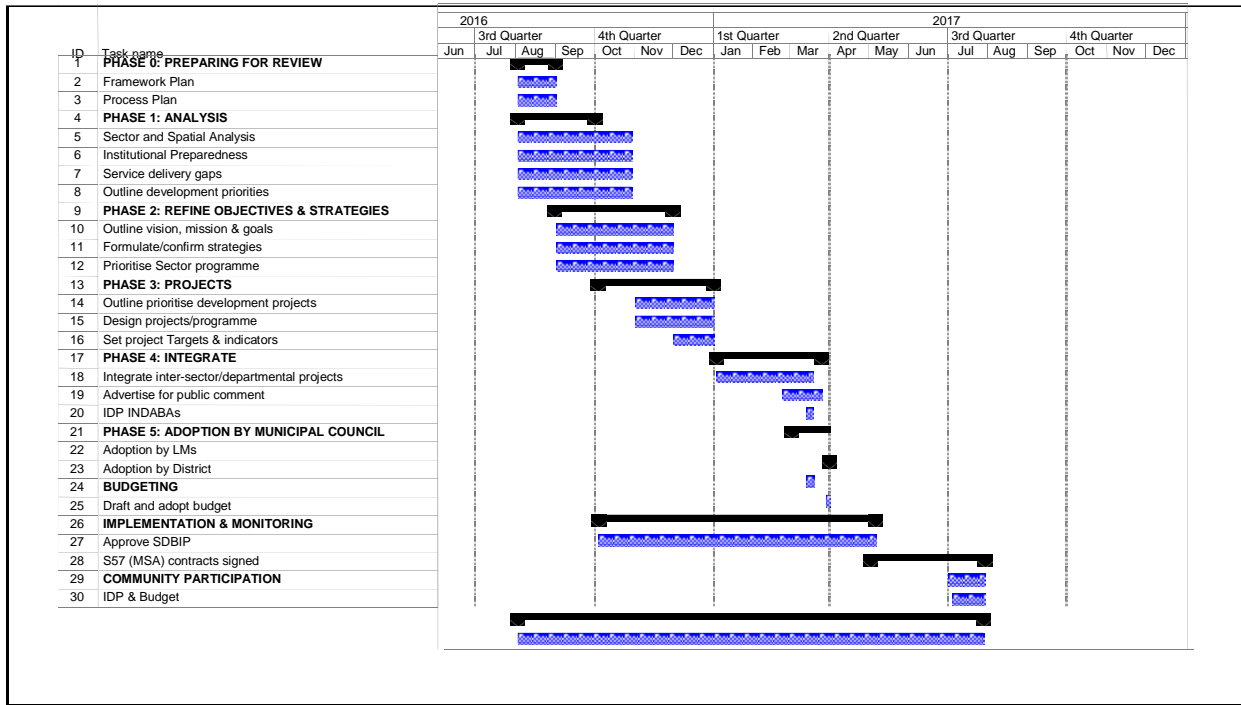 2016 2017
3rd Quarter 4th Quarter 1st Quarter 2nd Quarter 3rd Quarter 4th Quarter
ID Task name Jun Jul Aug Sep Oct Nov Dec Jan Feb Mar Apr May Jun Jul Aug Sep Oct Nov Dec
1 PHASE 0: PREPARING FOR REVIEW
2 Framework Plan
3 Process Plan
4 PHASE 1: ANALYSIS
5 Sector and Spatial Analysis
6 Institutional Preparedness
7 Service delivery gaps
8 Outline development priorities
9 PHASE 2: REFINE OBJECTIVES & STRATEGIES
10 Outline vision, mission & goals
11 Formulate/confirm strategies
12 Prioritise Sector programme
13 PHASE 3: PROJECTS
14 Outline prioritise development projects
15 Design projects/programme
16 Set project Targets & indicators
17 PHASE 4: INTEGRATE
18 Integrate inter-sector/departmental projects
19 Advertise for public comment
20 IDP INDABAs
21 PHASE 5: ADOPTION BY MUNICIPAL COUNCIL
22 Adoption by LMs
23 Adoption by District
24 BUDGETING
25 Draft and adopt budget
26 IMPLEMENTATION & MONITORING
27 Approve SDBIP
28 S57 (MSA) contracts signed
29 COMMUNITY PARTICIPATION
30 IDP & Budget